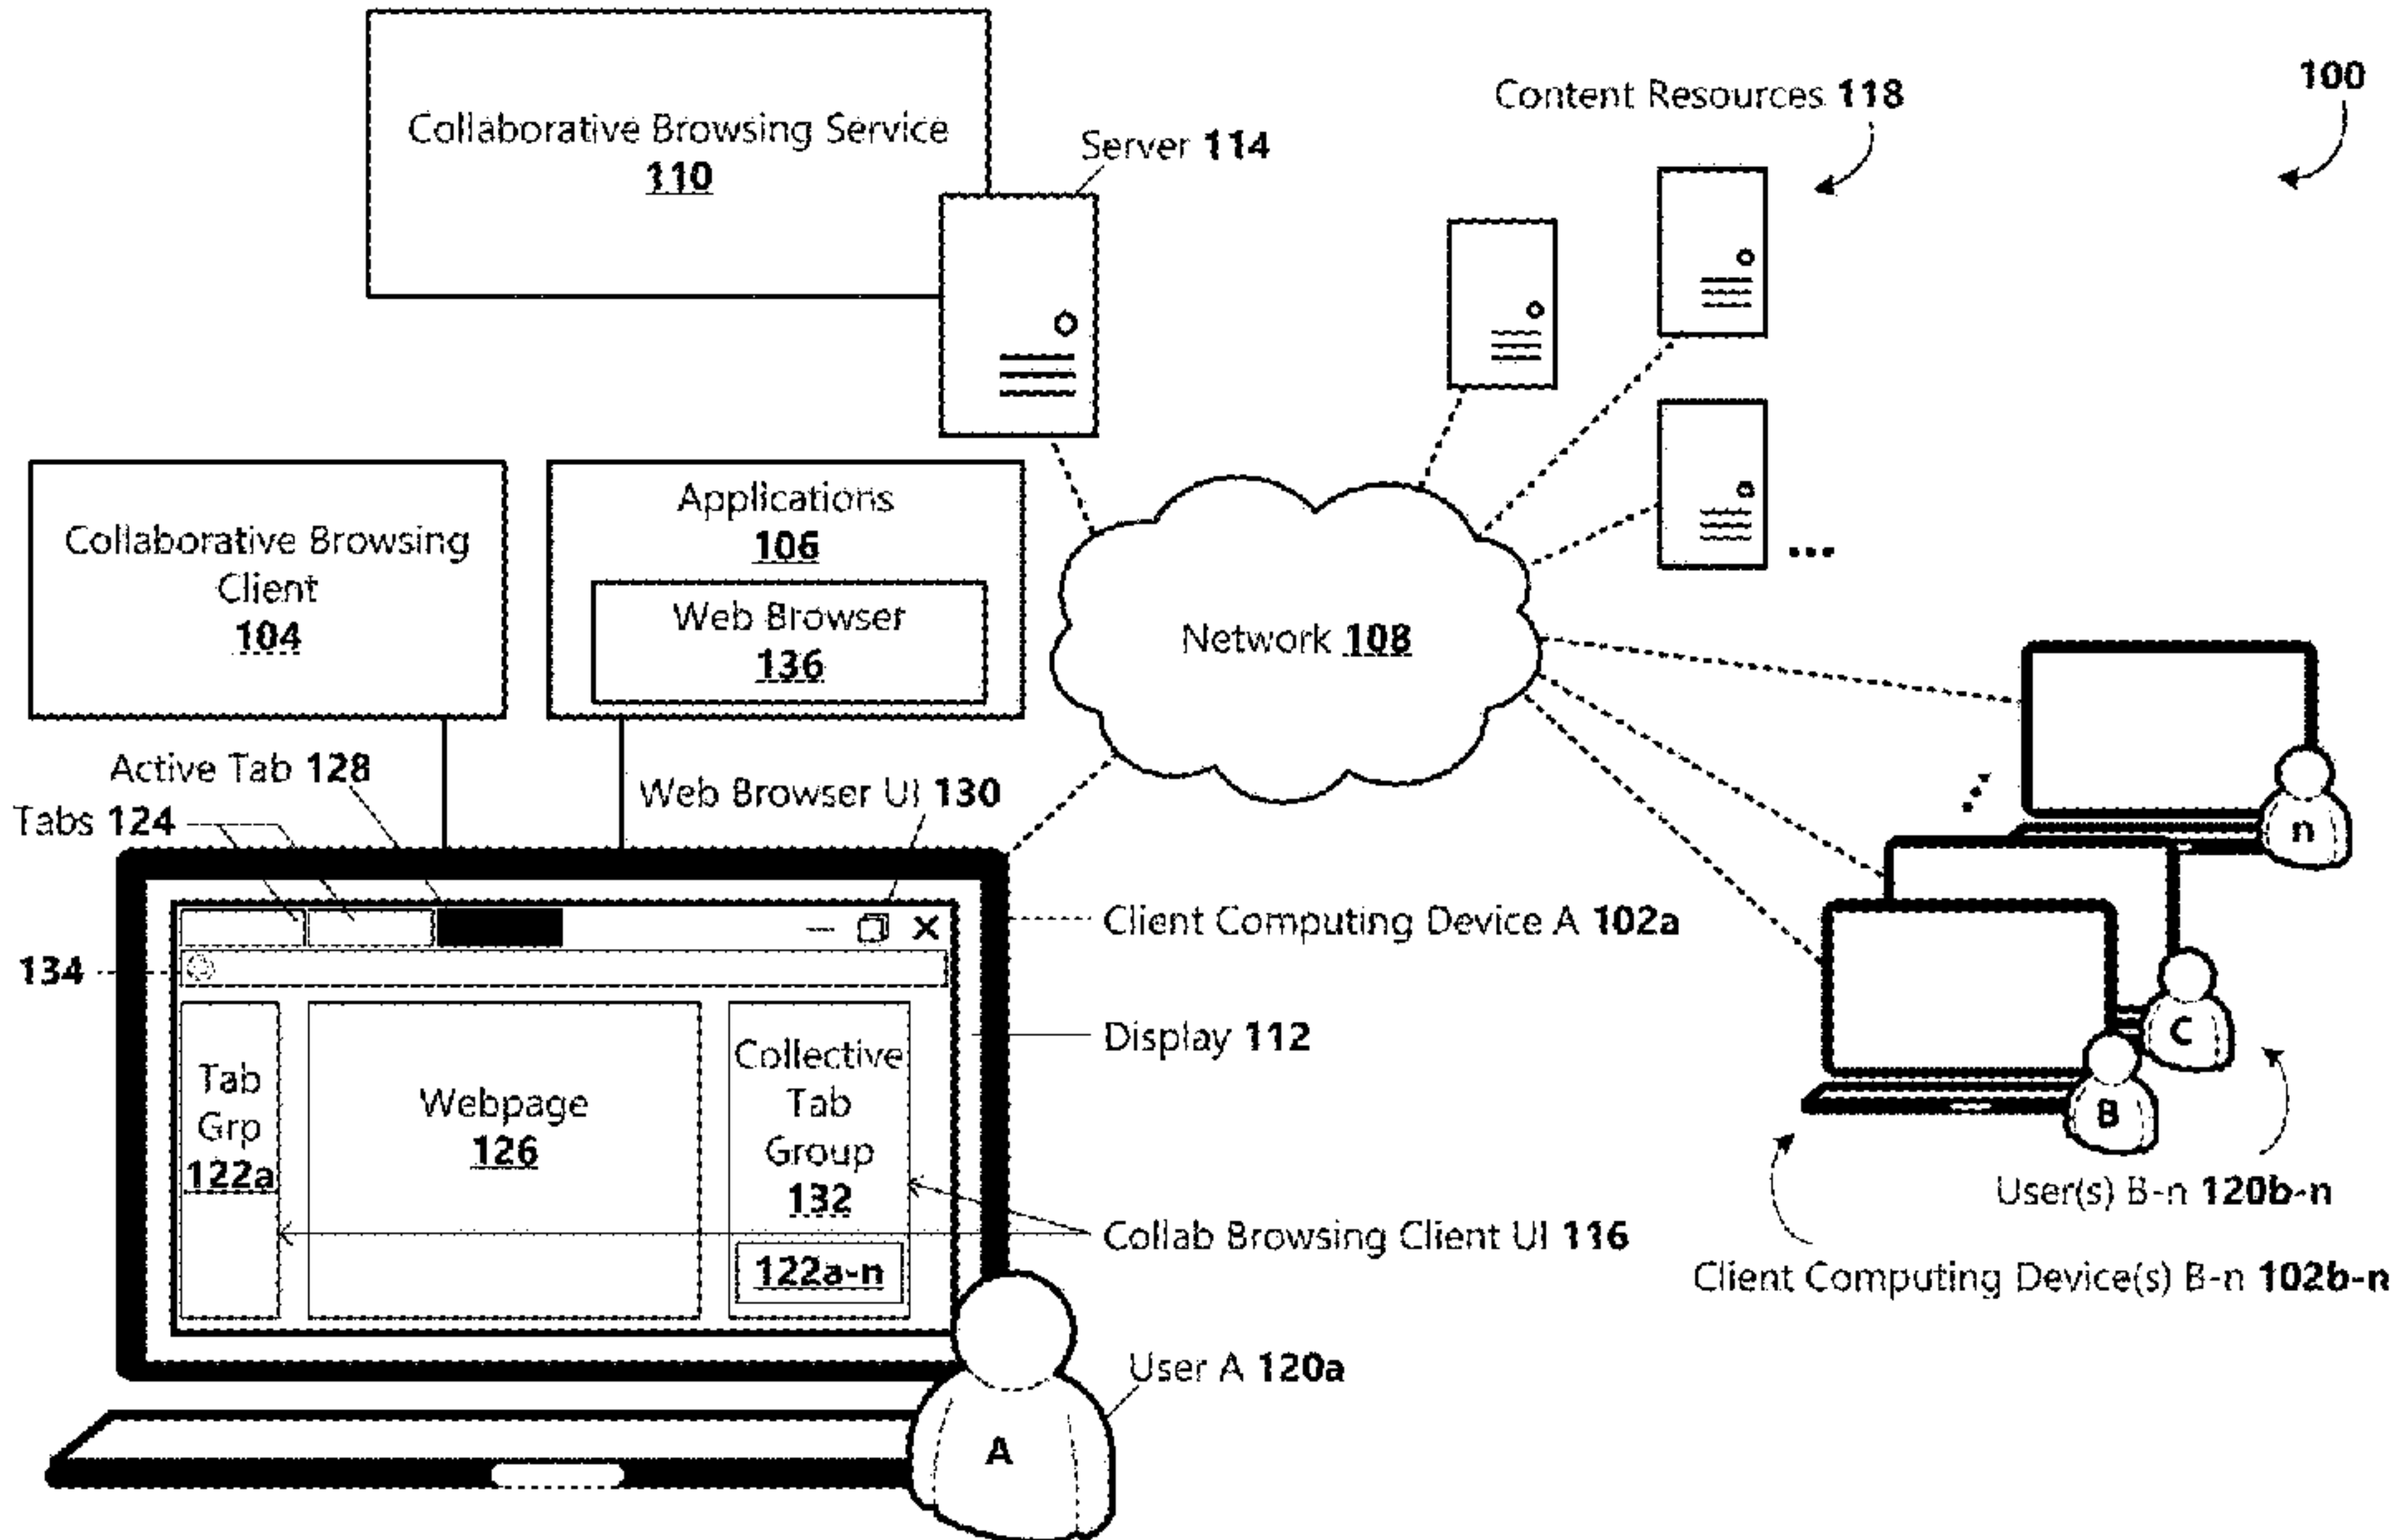 100
Content Resources 118
Collaborative Browsing Service
110
Server 114
Collaborative Browsing
Client
104
Applications
106
Web Browser
136
Network 108
Active Tab 128
Web Browser UI 130
Tabs 124
n
Client Computing Device A 102a
134
Display 112
Tab
Grp
122a
Webpage
126
Collective
Tab
Group
132
122a-n
Collab Browsing Client UI 116
C
B
User(s) B-n 120b-n
Client Computing Device(s) B-n 102b-n
User A 120a
A